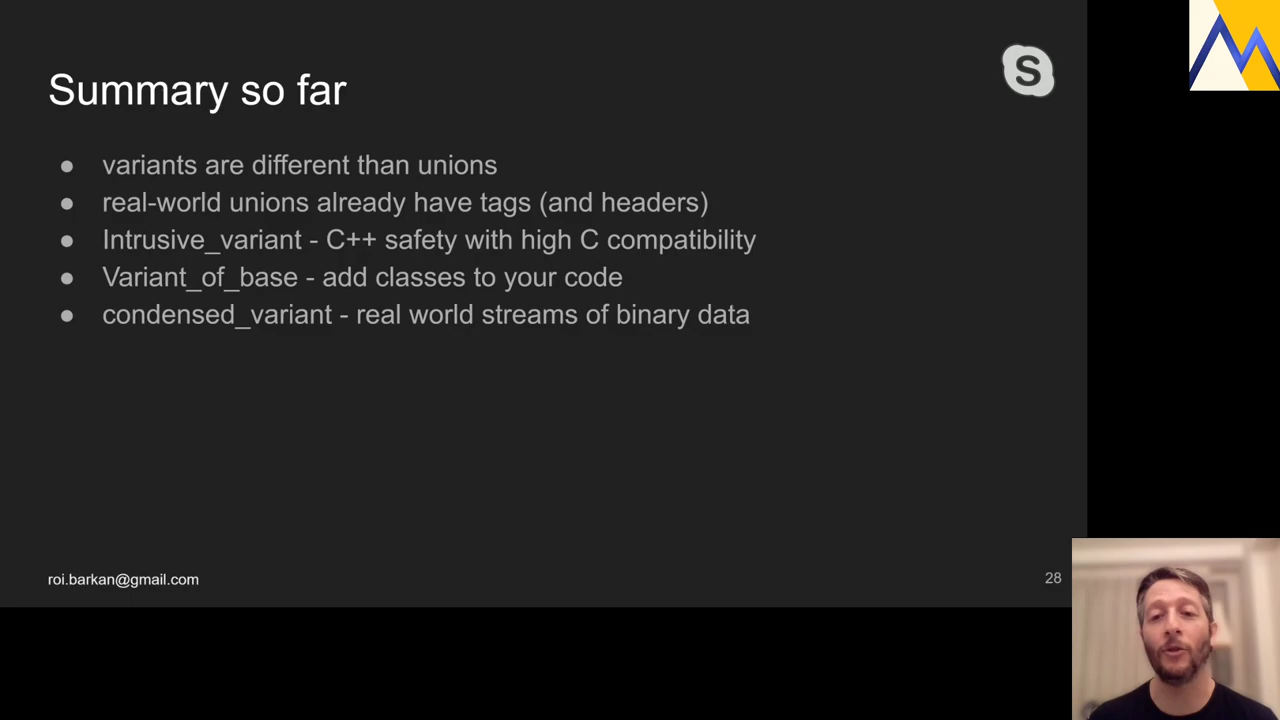 Summary so far
S
● variants are different than unions
● real-world unions already have tags (and headers)
● Intrusive_variant - C++ safety with high C compatibility
● Variant_of_base - add classes to your code
● condensed_variant - real world streams of binary data
roi.barkan@gmail.com
28